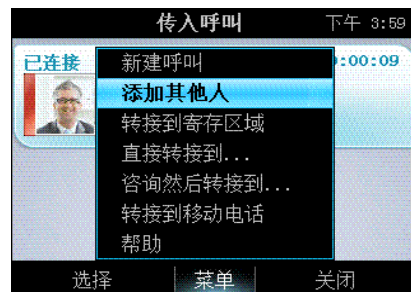 传入呼叫 下午 3:59
已连接 :00:09
新建呼叫
添加其他人
转接到寄存区域
直接转接到...
咨询然后转接到...
转接到移动电话
帮助
选择 菜单 关闭